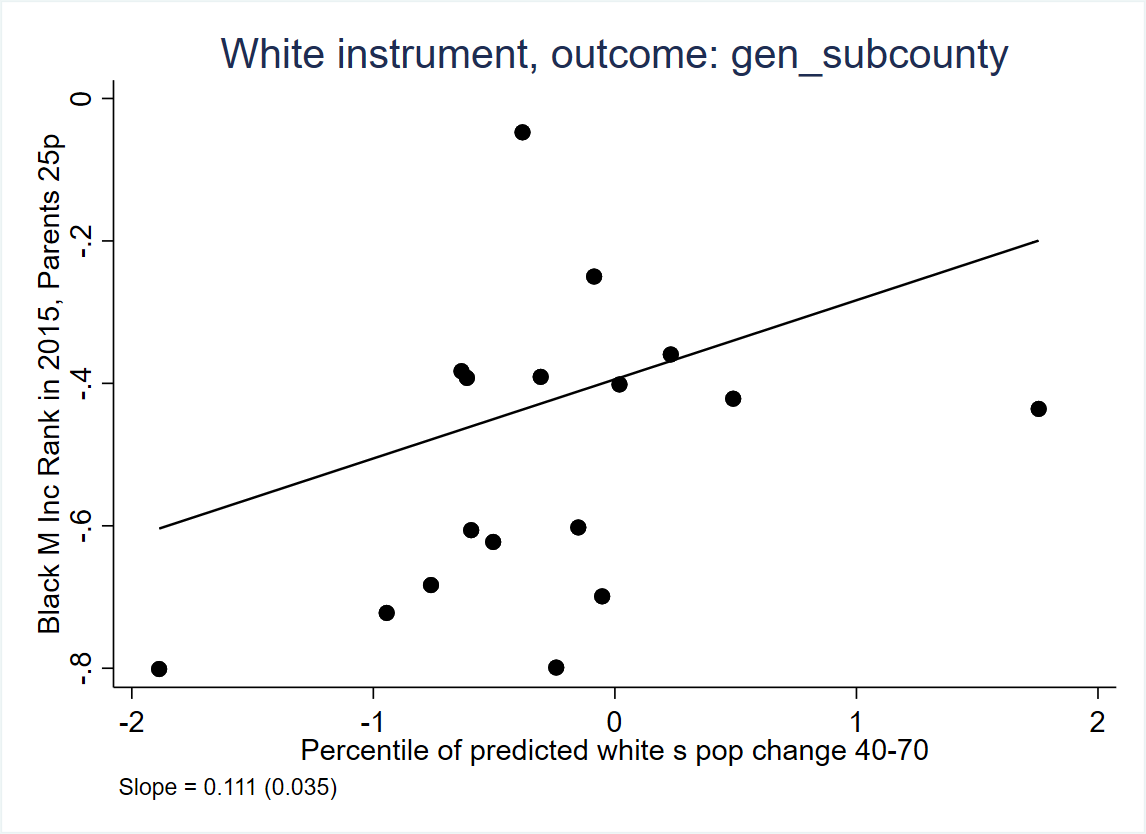 White instrument, outcome: gen_subcounty
Black M Inc Rank in 2015, Parents 25p
0
-.2
-.4
-.6
-.8
-2
-1
0
1
2
Percentile of predicted white s pop change 40-70
Slope = 0.111 (0.035)